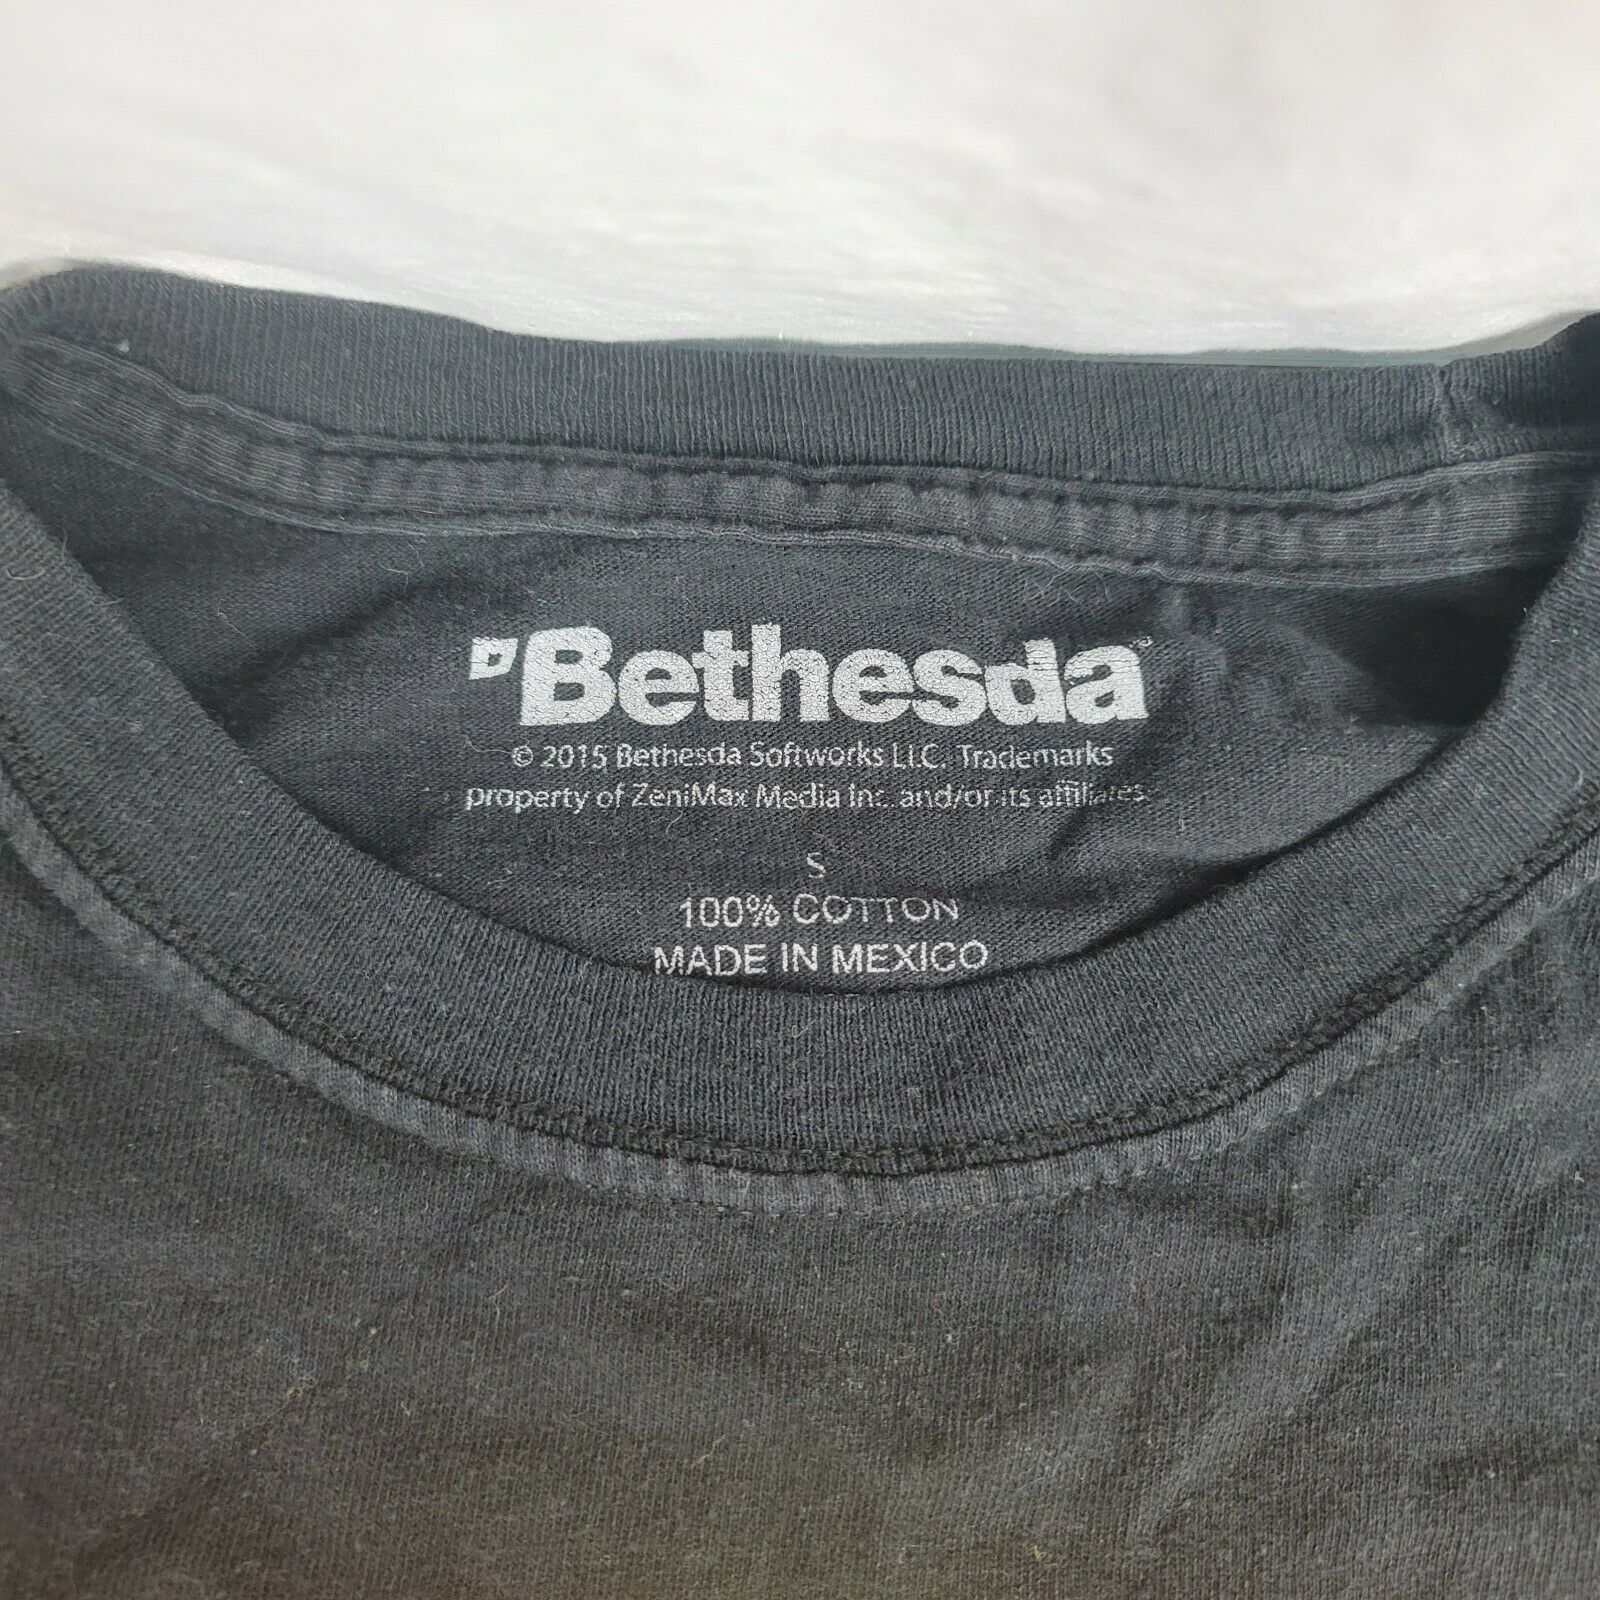 Bethesda
© 2015 Bethesda Softworks LLC. Trademarks
property of ZeniMax Media Inc. and/or its affiliates.
S
100% COTTON
MADE IN MEXICO